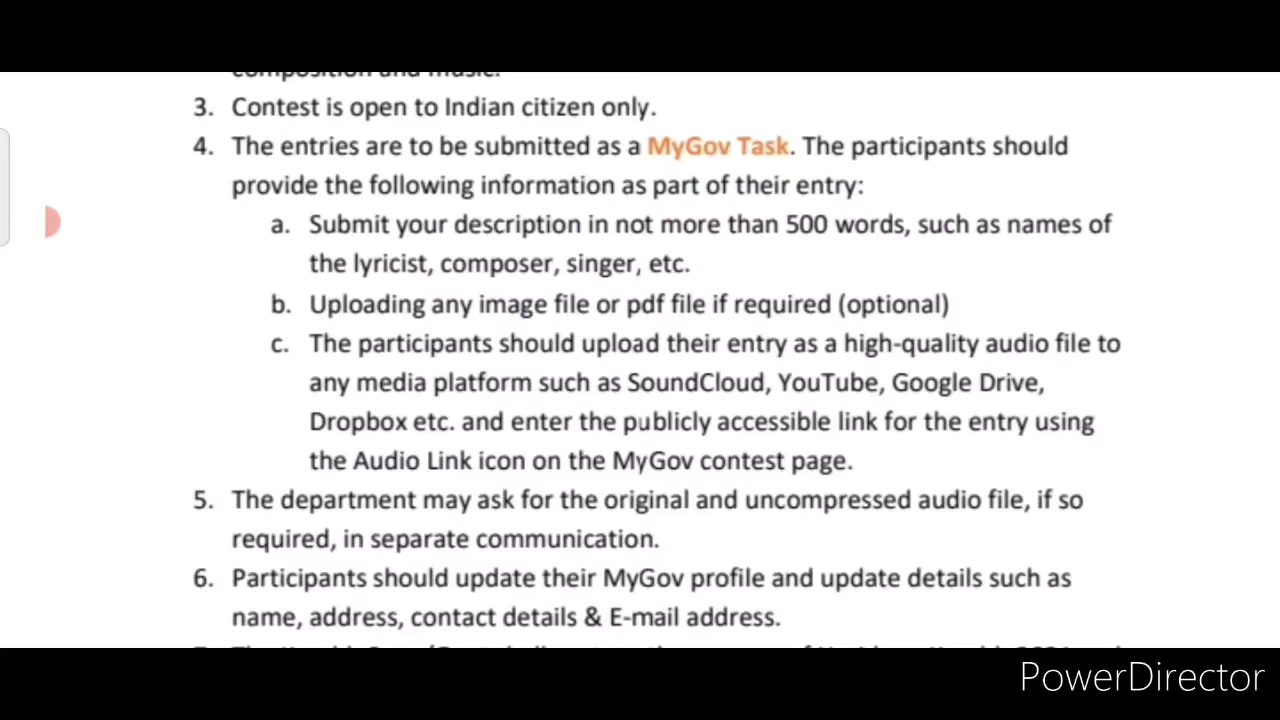 composition and music.
3. Contest is open to Indian citizen only.
4. The entries are to be submitted as a MyGov Task. The participants should
provide the following information as part of their entry:
a. Submit your description in not more than 500 words, such as names of
the lyricist, composer, singer, etc.
b. Uploading any image file or pdf file if required (optional)
c. The participants should upload their entry as a high-quality audio file to
any media platform such as SoundCloud, YouTube, Google Drive,
Dropbox etc. and enter the publicly accessible link for the entry using
the Audio Link icon on the MyGov contest page.
5. The department may ask for the original and uncompressed audio file, if so
required, in separate communication.
6. Participants should update their MyGov profile and update details such as
name, address, contact details & E-mail address.
PowerDirector